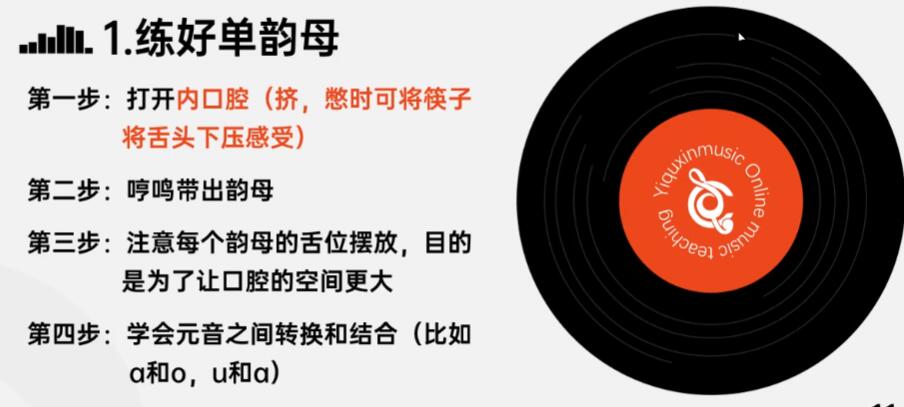 1.练好单韵母
第一步：打开内口腔（挤，憋时可将筷子
将舌头下压感受）
第二步：哼鸣带出韵母
第三步：注意每个韵母的舌位摆放，目的
是为了让口腔的空间更大
第四步：学会元音之间转换和结合（比如
a和o，u和a）
Yiquxinmusic Online music teaching